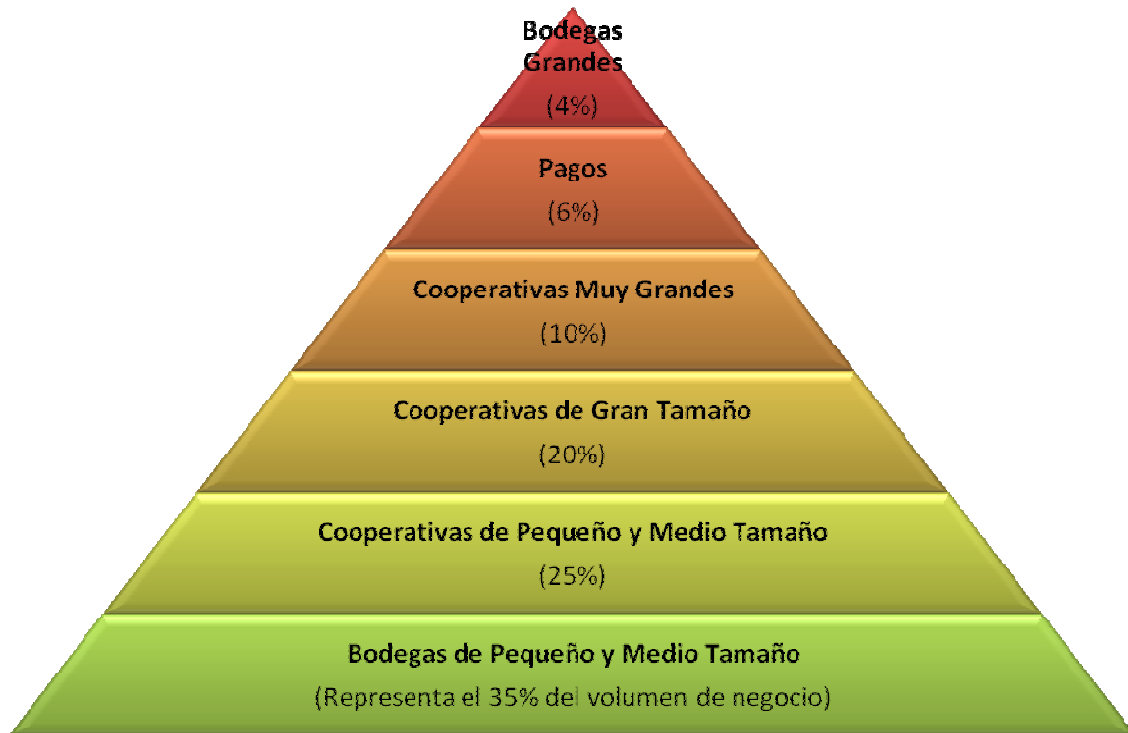 Bodegas
Grandes
(4%)
Pagos
(6%)
Cooperativas Muy Grandes
(10%)
Cooperativas de Gran Tamaño
(20%)
Cooperativas de Pequeño y Medio Tamaño
(25%)
Bodegas de Pequeño y Medio Tamaño
(Representa el 35% del volumen de negocio)